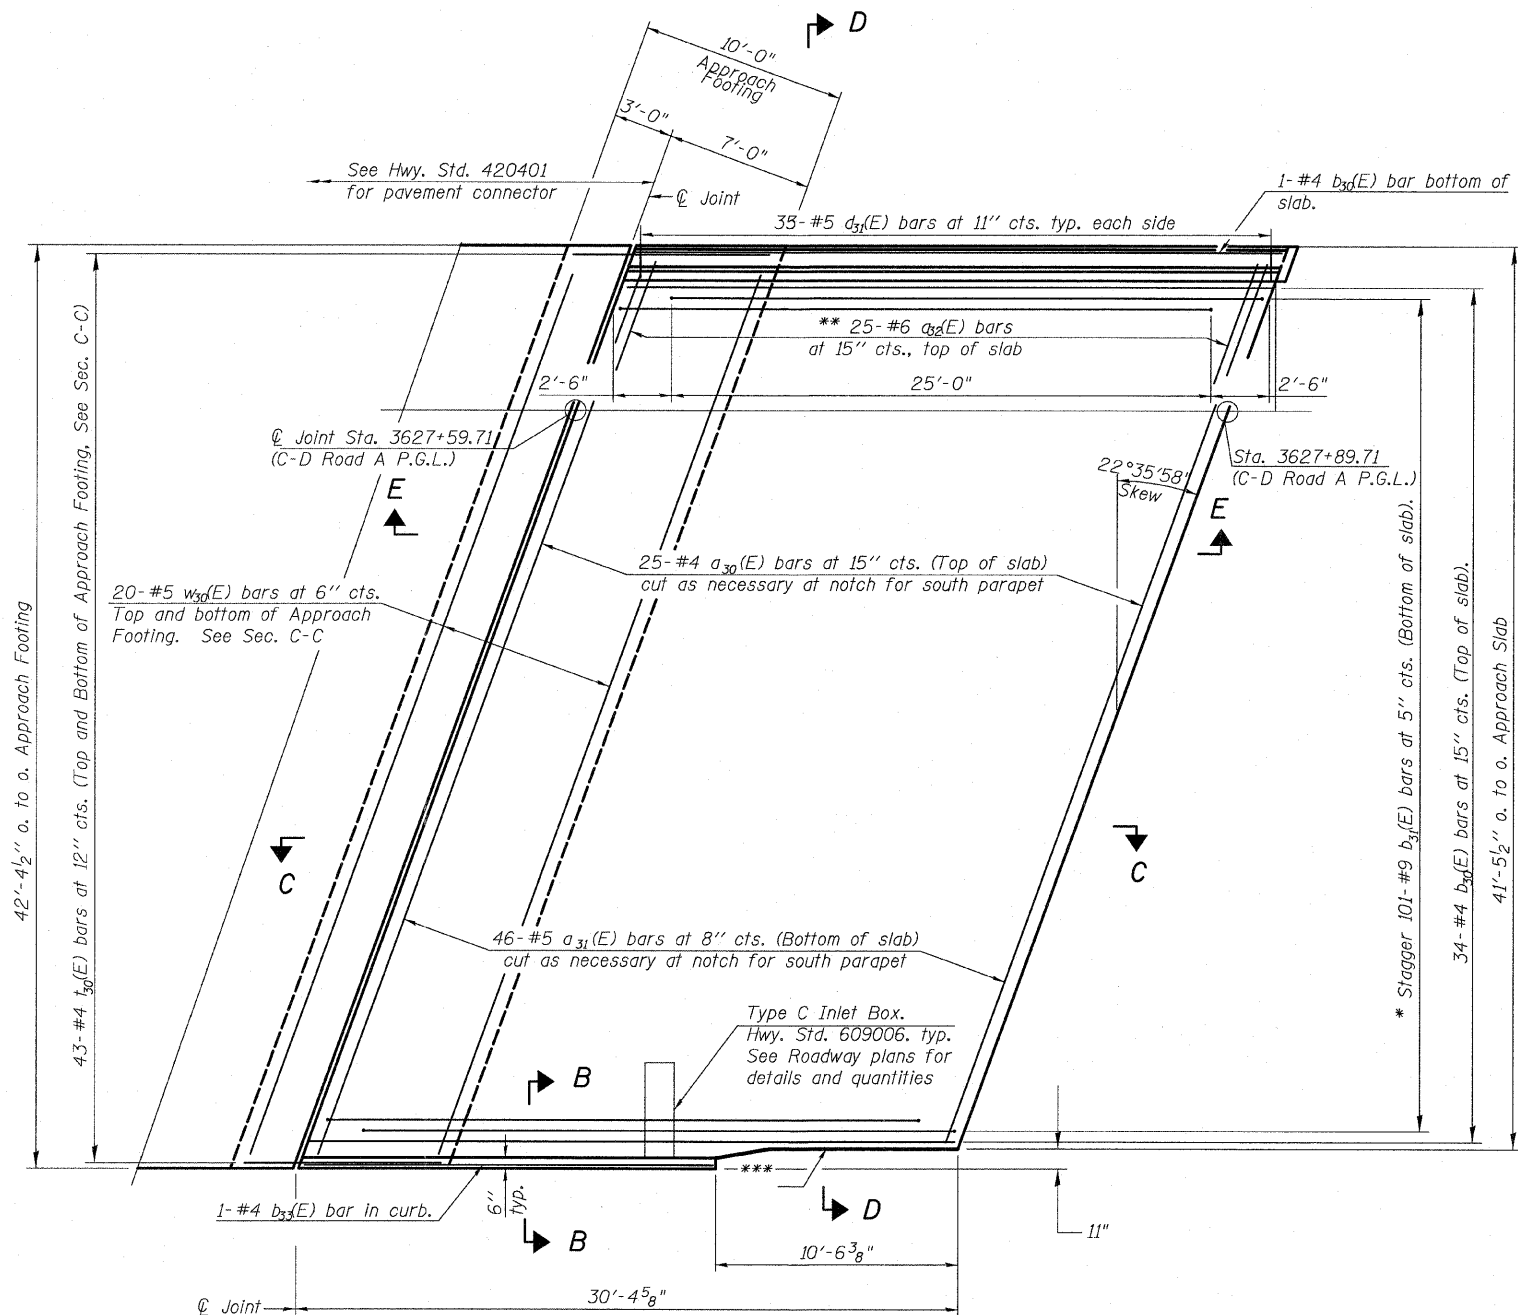 D
10'-0"
Approach
Footing
3'-0"
7'-0"
See Hwy. Std. 420401
for pavement connector
℄ Joint
1-#4 b30(E) bar bottom of
slab.
33-#5 d31(E) bars at 11" cts. typ. each side
** 25-#6 a32(E) bars
at 15" cts., top of slab
2'-6"
25'-0"
2'-6"
℄ Joint Sta. 3627+59.71
(C-D Road A P.G.L.)
Sta. 3627+89.71
(C-D Road A P.G.L.)
22°35'58"
Skew
E
E
25-#4 a30(E) bars at 15" cts. (Top of slab)
cut as necessary at notch for south parapet
20-#5 w30(E) bars at 6" cts.
Top and bottom of Approach
Footing. See Sec. C-C
42'-4½" o. to o. Approach Footing
43-#4 t30(E) bars at 12" cts. (Top and Bottom of Approach Footing, See Sec. C-C)
* Stagger 101-#9 b31(E) bars at 5" cts. (Bottom of slab).
34-#4 b30(E) bars at 15" cts. (Top of slab).
41'-5½" o. to o. Approach Slab
C
C
46-#5 a31(E) bars at 8" cts. (Bottom of slab)
cut as necessary at notch for south parapet
Type C Inlet Box.
Hwy. Std. 609006. typ.
See Roadway plans for
details and quantities
B
***
6"
typ.
1-#4 b33(E) bar in curb.
D
B
11"
10'-6⅜"
30'-4⅝"
℄ Joint